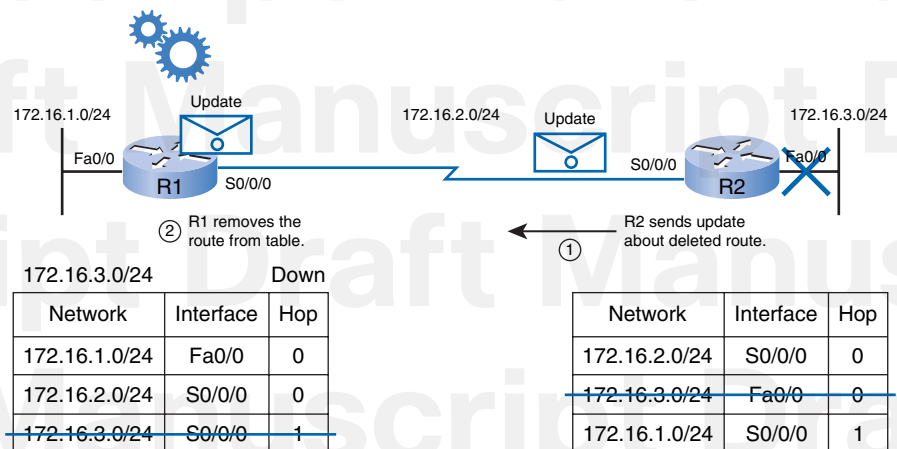 172.16.1.0/24
Update
172.16.2.0/24
Update
172.16.3.0/24
Fa0/0
R1
S0/0/0
S0/0/0
R2
Fa0/0
② R1 removes the
route from table.
①
R2 sends update
about deleted route.
172.16.3.0/24 Down
Network Interface Hop
172.16.1.0/24 Fa0/0 0
172.16.2.0/24 S0/0/0 0
172.16.3.0/24 S0/0/0 1
Network Interface Hop
172.16.2.0/24 S0/0/0 0
172.16.3.0/24 Fa0/0 0
172.16.1.0/24 S0/0/0 1
ft Manuscript D
ript Draft Manus
Manuscript Dra